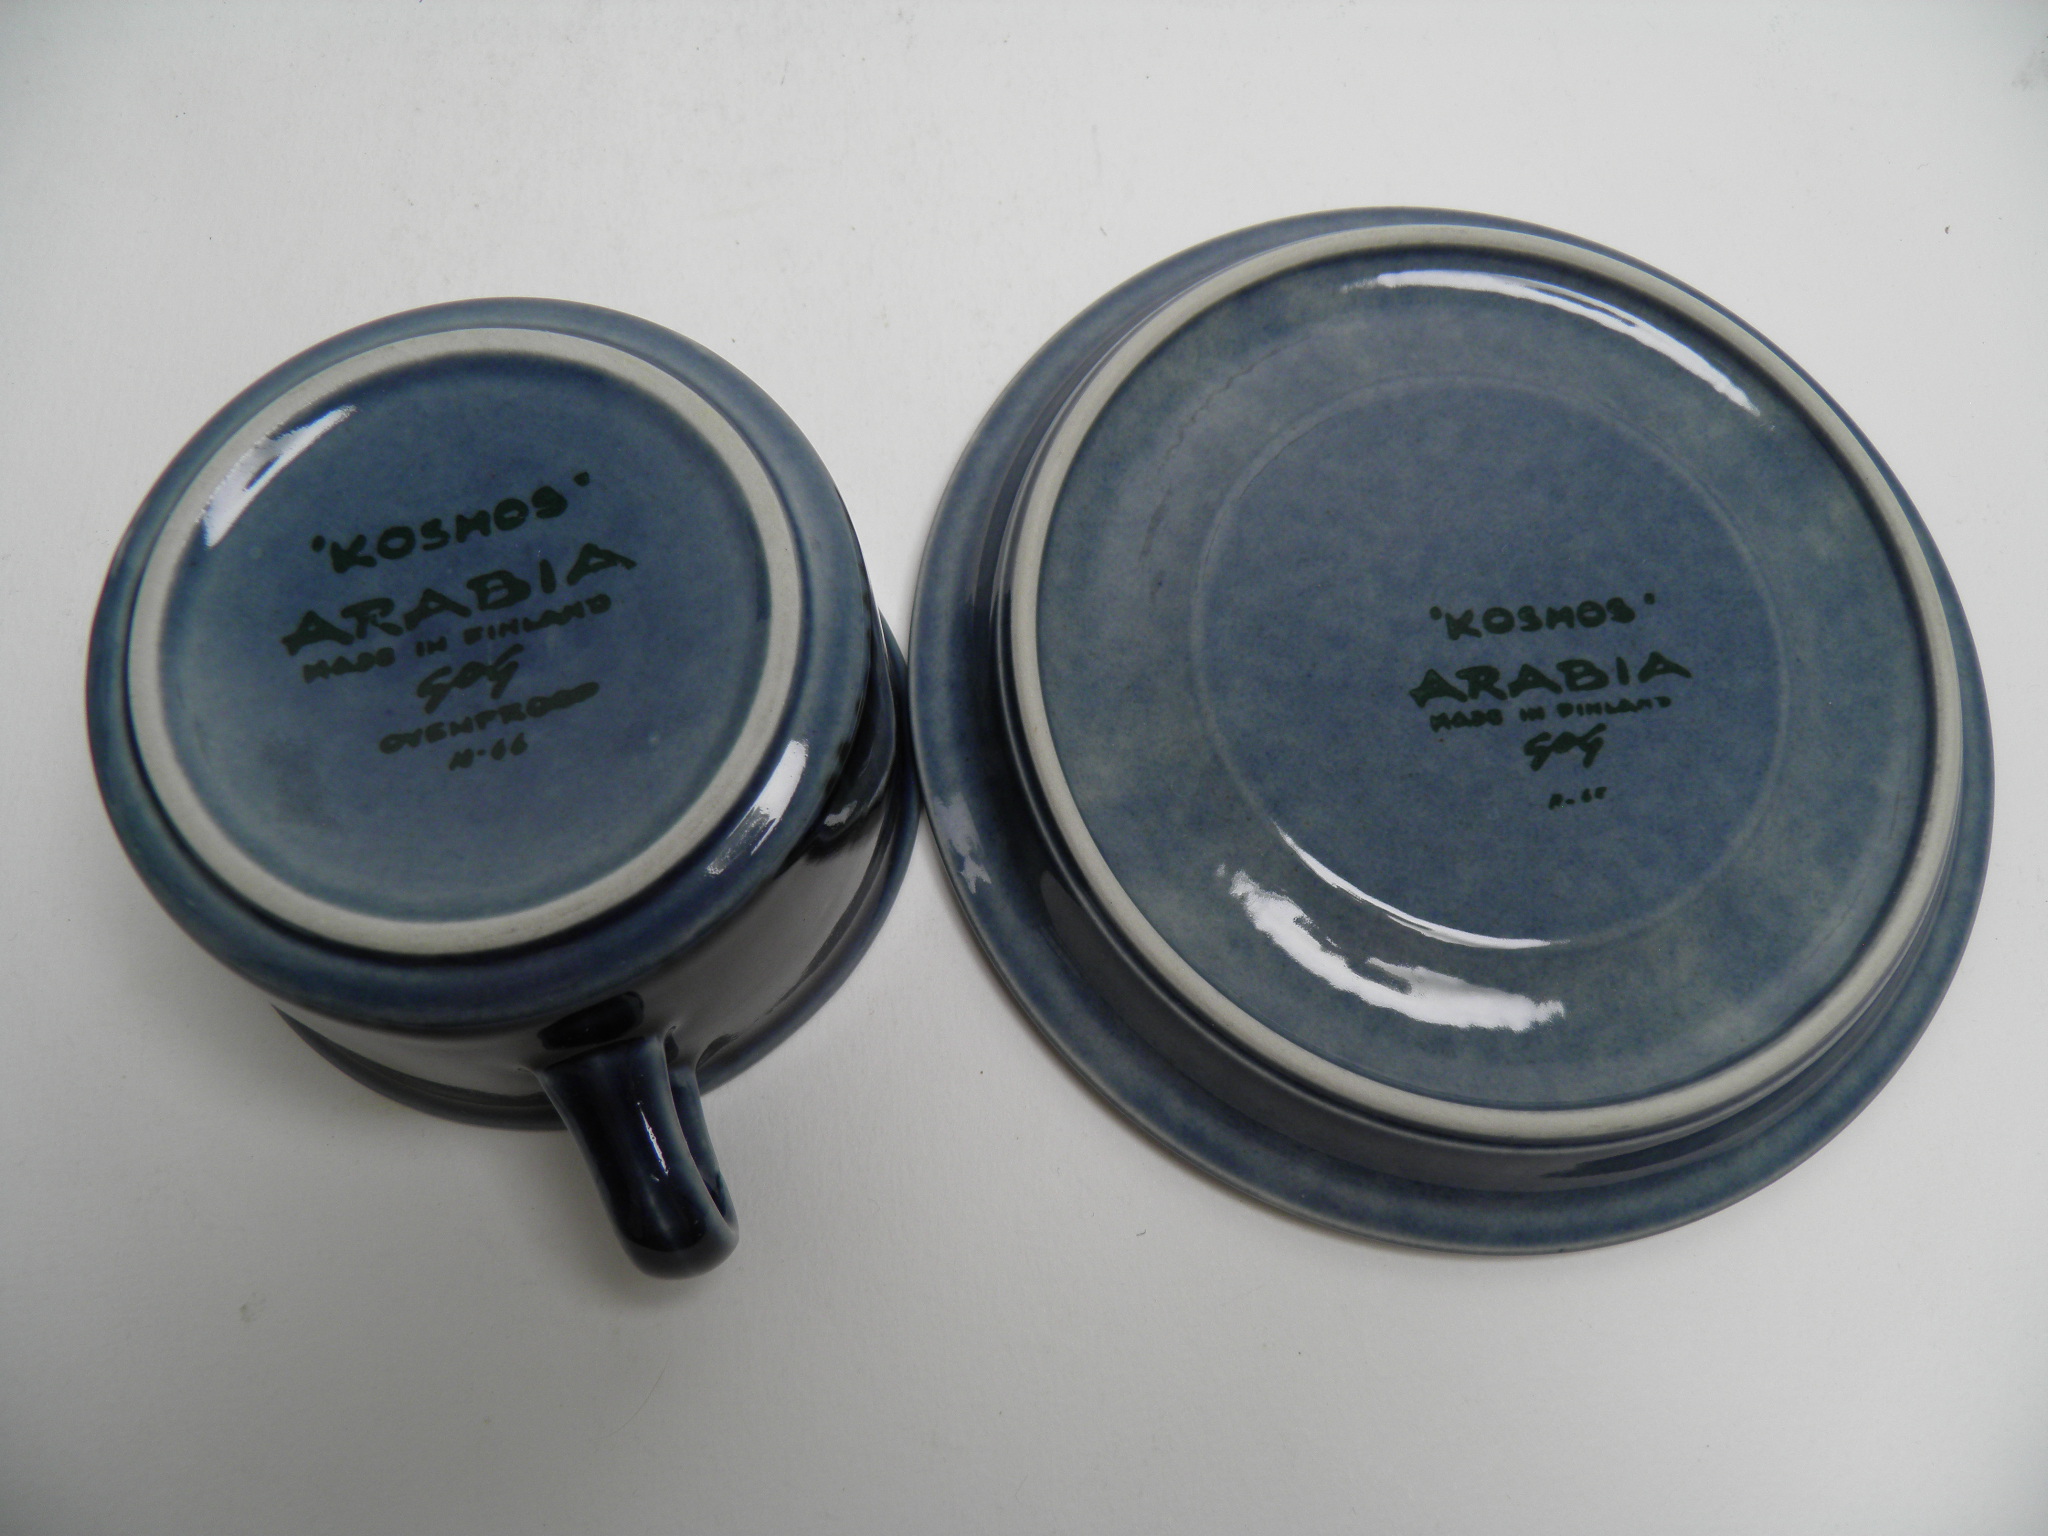 'KOSMOS'
ARABIA
MADE IN FINLAND
GOG
OVENPROOF
'KOSMOS'
ARABIA
MADE IN FINLAND
GOG